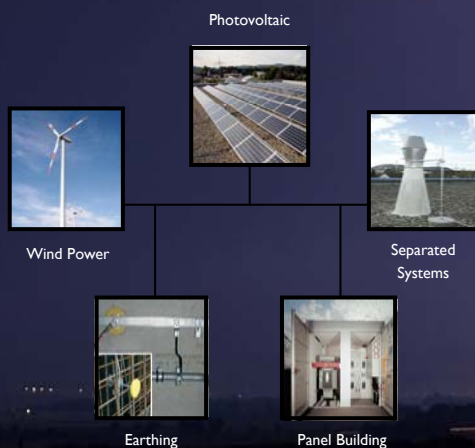 Photovoltaic
Wind Power
Separated
Systems
Earthing
Panel Building